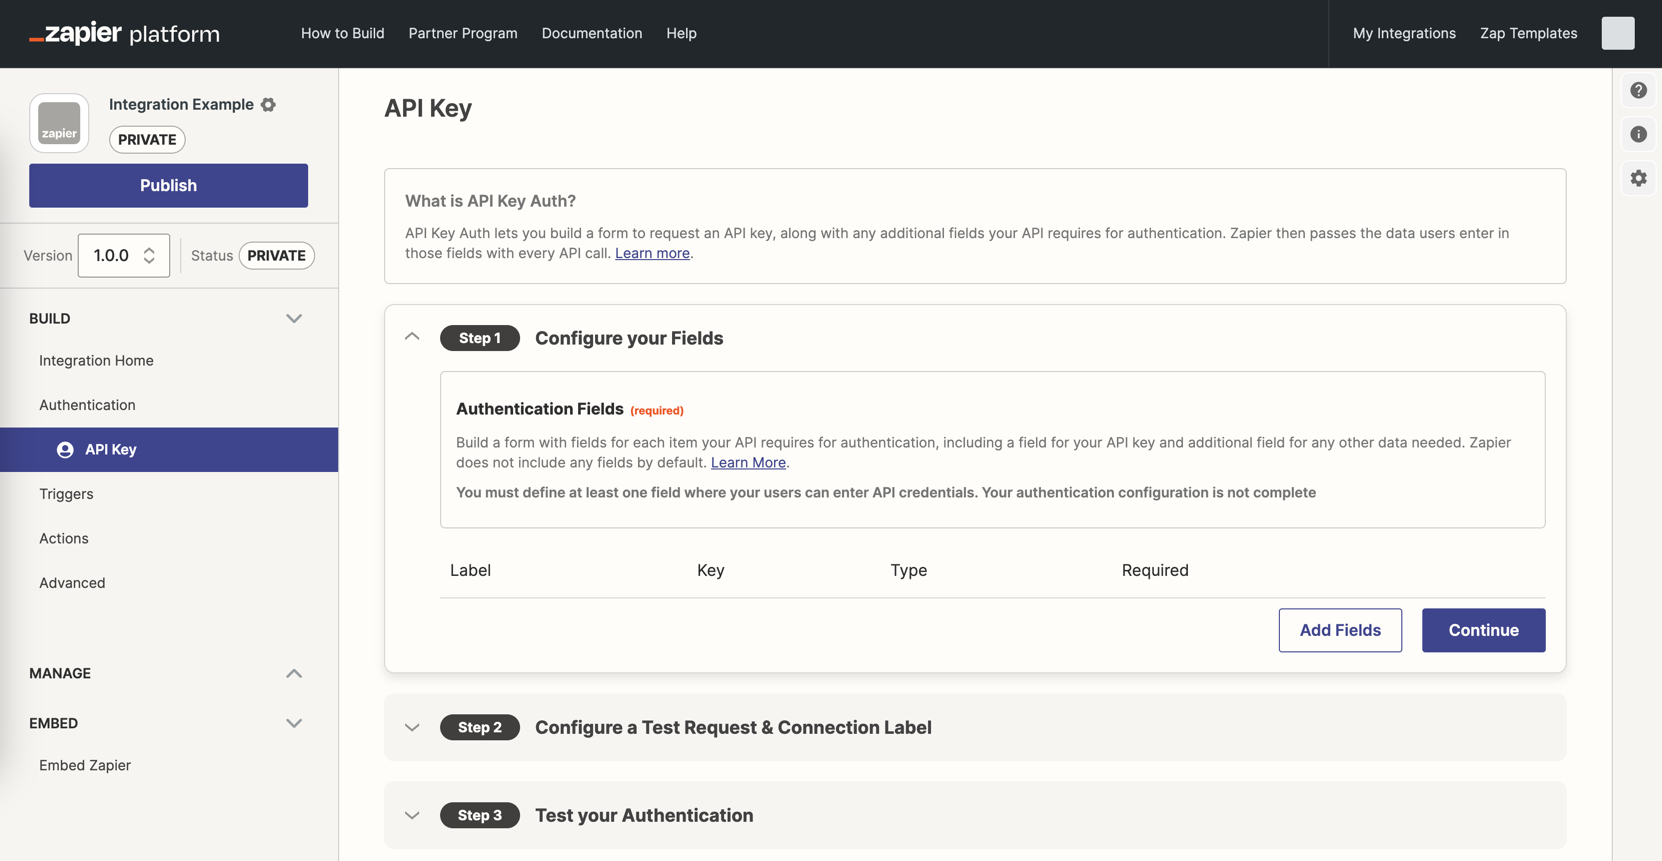 zapier platform
How to Build
Partner Program
Documentation
Help
My Integrations
Zap Templates
zapier
Integration Example
PRIVATE
Publish
Version
1.0.0
Status
PRIVATE
BUILD
Integration Home
Authentication
API Key
Triggers
Actions
Advanced
MANAGE
EMBED
Embed Zapier
API Key
What is API Key Auth?
API Key Auth lets you build a form to request an API key, along with any additional fields your API requires for authentication. Zapier then passes the data users enter in
those fields with every API call. Learn more.
Step 1
Configure your Fields
Authentication Fields (required)
Build a form with fields for each item your API requires for authentication, including a field for your API key and additional field for any other data needed. Zapier
does not include any fields by default. Learn More.
You must define at least one field where your users can enter API credentials. Your authentication configuration is not complete
Label
Key
Type
Required
Add Fields
Continue
Step 2
Configure a Test Request & Connection Label
Step 3
Test your Authentication